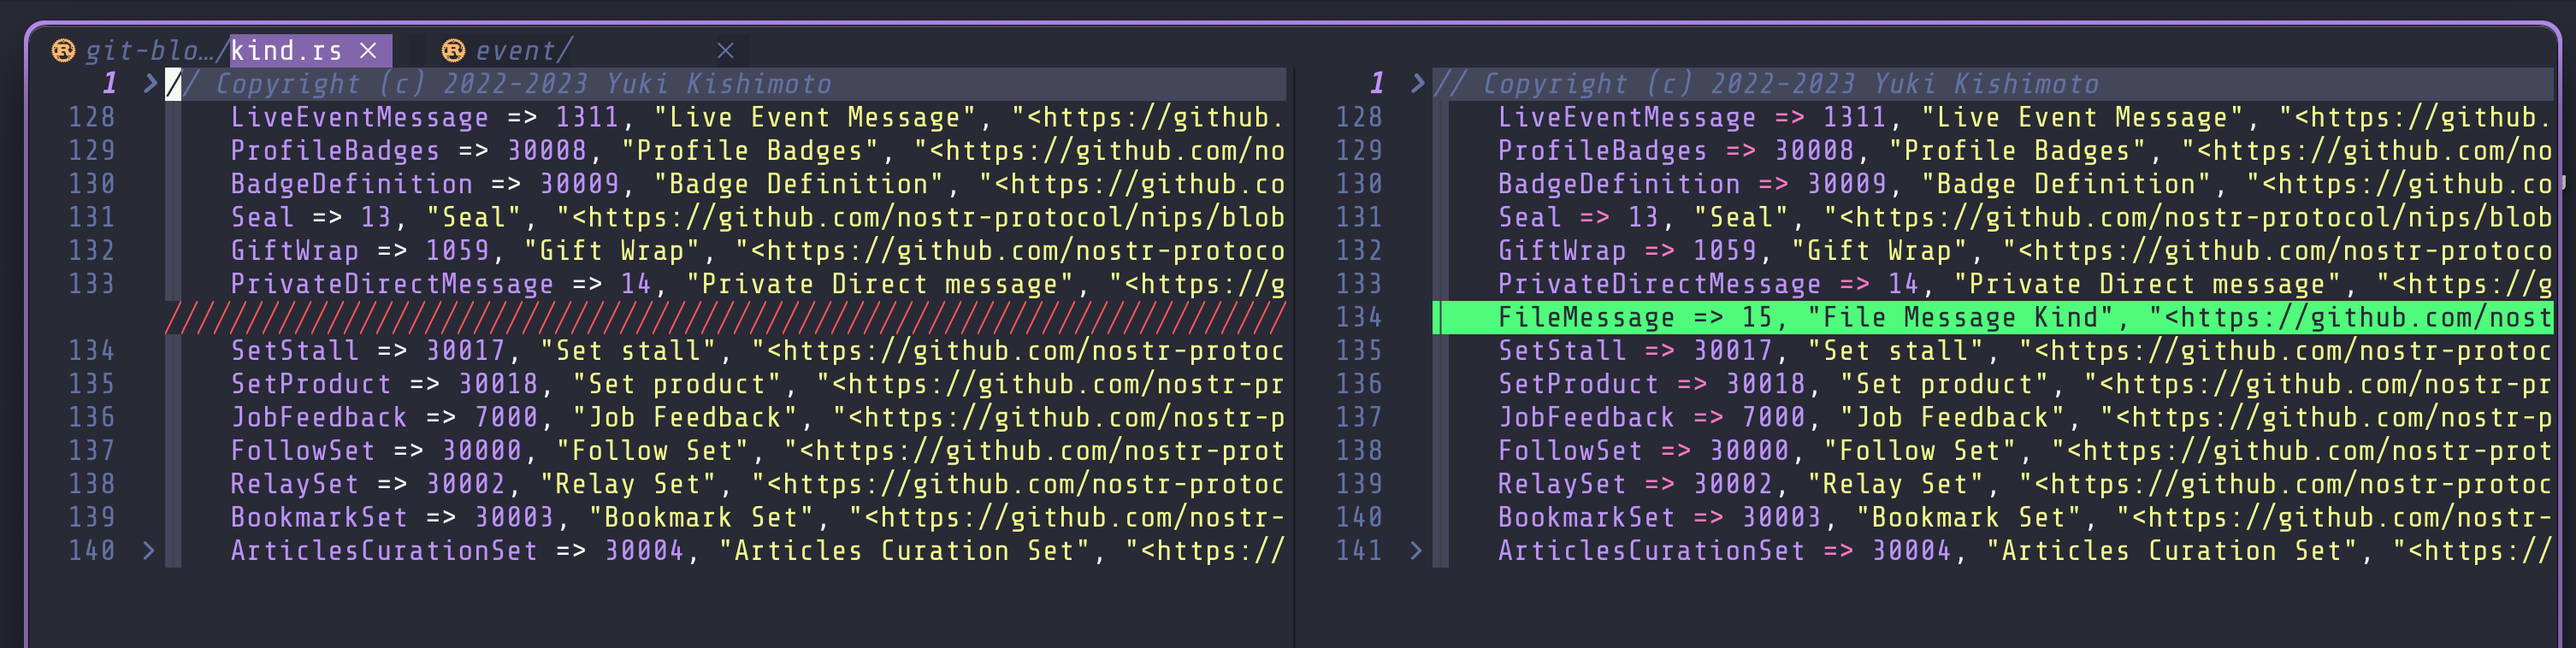 git-blo…/kind.rs × event/ ×
1 // Copyright (c) 2022-2023 Yuki Kishimoto
128 LiveEventMessage => 1311, "Live Event Message", "<https://github.
129 ProfileBadges => 30008, "Profile Badges", "<https://github.com/no
130 BadgeDefinition => 30009, "Badge Definition", "<https://github.co
131 Seal => 13, "Seal", "<https://github.com/nostr-protocol/nips/blob
132 GiftWrap => 1059, "Gift Wrap", "<https://github.com/nostr-protoco
133 PrivateDirectMessage => 14, "Private Direct message", "<https://g
134 SetStall => 30017, "Set stall", "<https://github.com/nostr-protoc
135 SetProduct => 30018, "Set product", "<https://github.com/nostr-pr
136 JobFeedback => 7000, "Job Feedback", "<https://github.com/nostr-p
137 FollowSet => 30000, "Follow Set", "<https://github.com/nostr-prot
138 RelaySet => 30002, "Relay Set", "<https://github.com/nostr-protoc
139 BookmarkSet => 30003, "Bookmark Set", "<https://github.com/nostr-
140 ArticlesCurationSet => 30004, "Articles Curation Set", "<https://
1 // Copyright (c) 2022-2023 Yuki Kishimoto
128 LiveEventMessage => 1311, "Live Event Message", "<https://github.
129 ProfileBadges => 30008, "Profile Badges", "<https://github.com/no
130 BadgeDefinition => 30009, "Badge Definition", "<https://github.co
131 Seal => 13, "Seal", "<https://github.com/nostr-protocol/nips/blob
132 GiftWrap => 1059, "Gift Wrap", "<https://github.com/nostr-protoco
133 PrivateDirectMessage => 14, "Private Direct message", "<https://g
134 FileMessage => 15, "File Message Kind", "<https://github.com/nost
135 SetStall => 30017, "Set stall", "<https://github.com/nostr-protoc
136 SetProduct => 30018, "Set product", "<https://github.com/nostr-pr
137 JobFeedback => 7000, "Job Feedback", "<https://github.com/nostr-p
138 FollowSet => 30000, "Follow Set", "<https://github.com/nostr-prot
139 RelaySet => 30002, "Relay Set", "<https://github.com/nostr-protoc
140 BookmarkSet => 30003, "Bookmark Set", "<https://github.com/nostr-
141 ArticlesCurationSet => 30004, "Articles Curation Set", "<https://